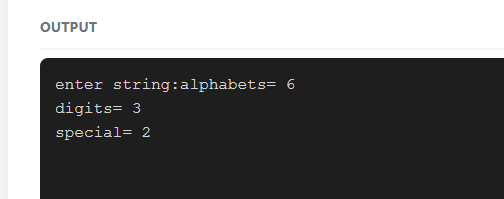 OUTPUT
enter string:alphabets= 6
digits= 3
special= 2